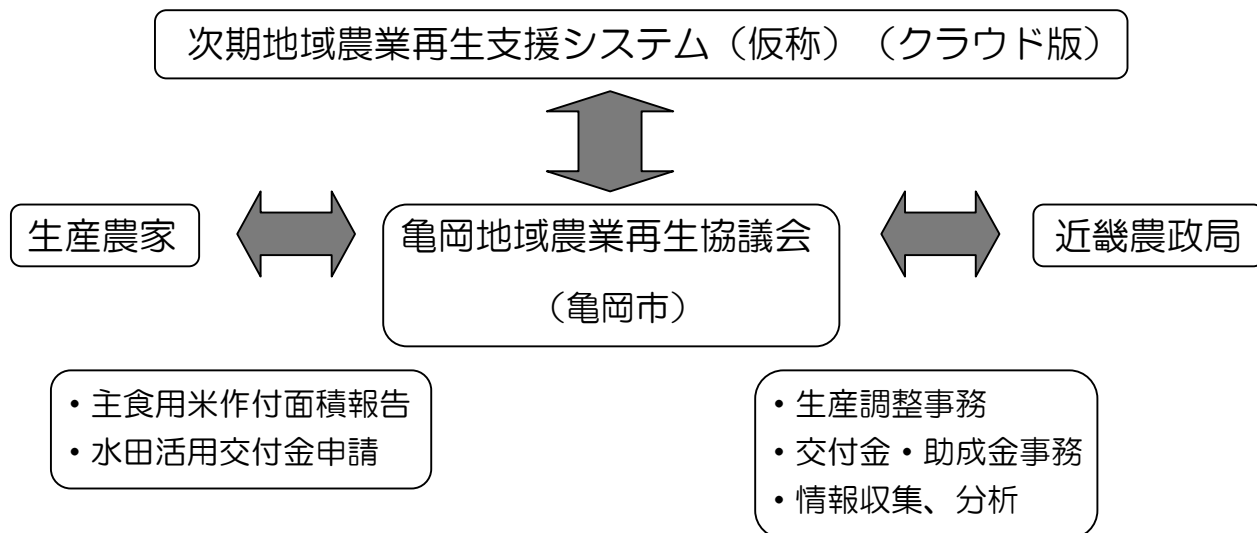 次期地域農業再生支援システム（仮称）（クラウド版）
生産農家
亀岡地域農業再生協議会
（亀岡市）
近畿農政局
・主食用米作付面積報告
・水田活用交付金申請
・生産調整事務
・交付金・助成金事務
・情報収集、分析